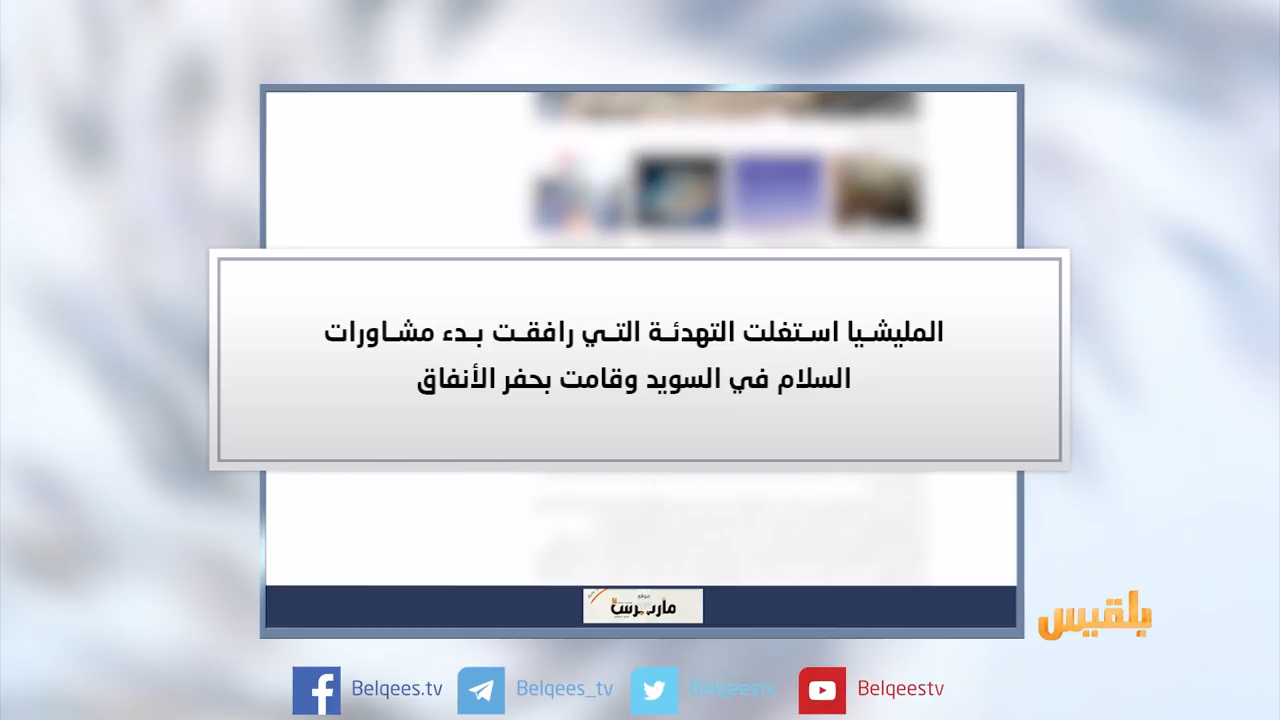 المليشيا استغلت التهدئة التي رافقت بدء مشاورات
السلام في السويد وقامت بحفر الأنفاق
موقع
مأرب برس
بلقيس
Belqees.tv
Belqees_tv
Belqeestv
Belqeestv